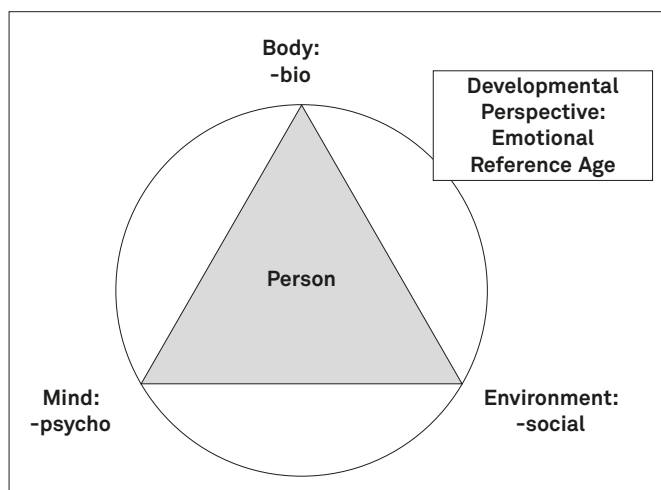 Body:
-bio
Developmental
Perspective:
Emotional
Reference Age
Person
Mind:
-psycho
Environment:
-social